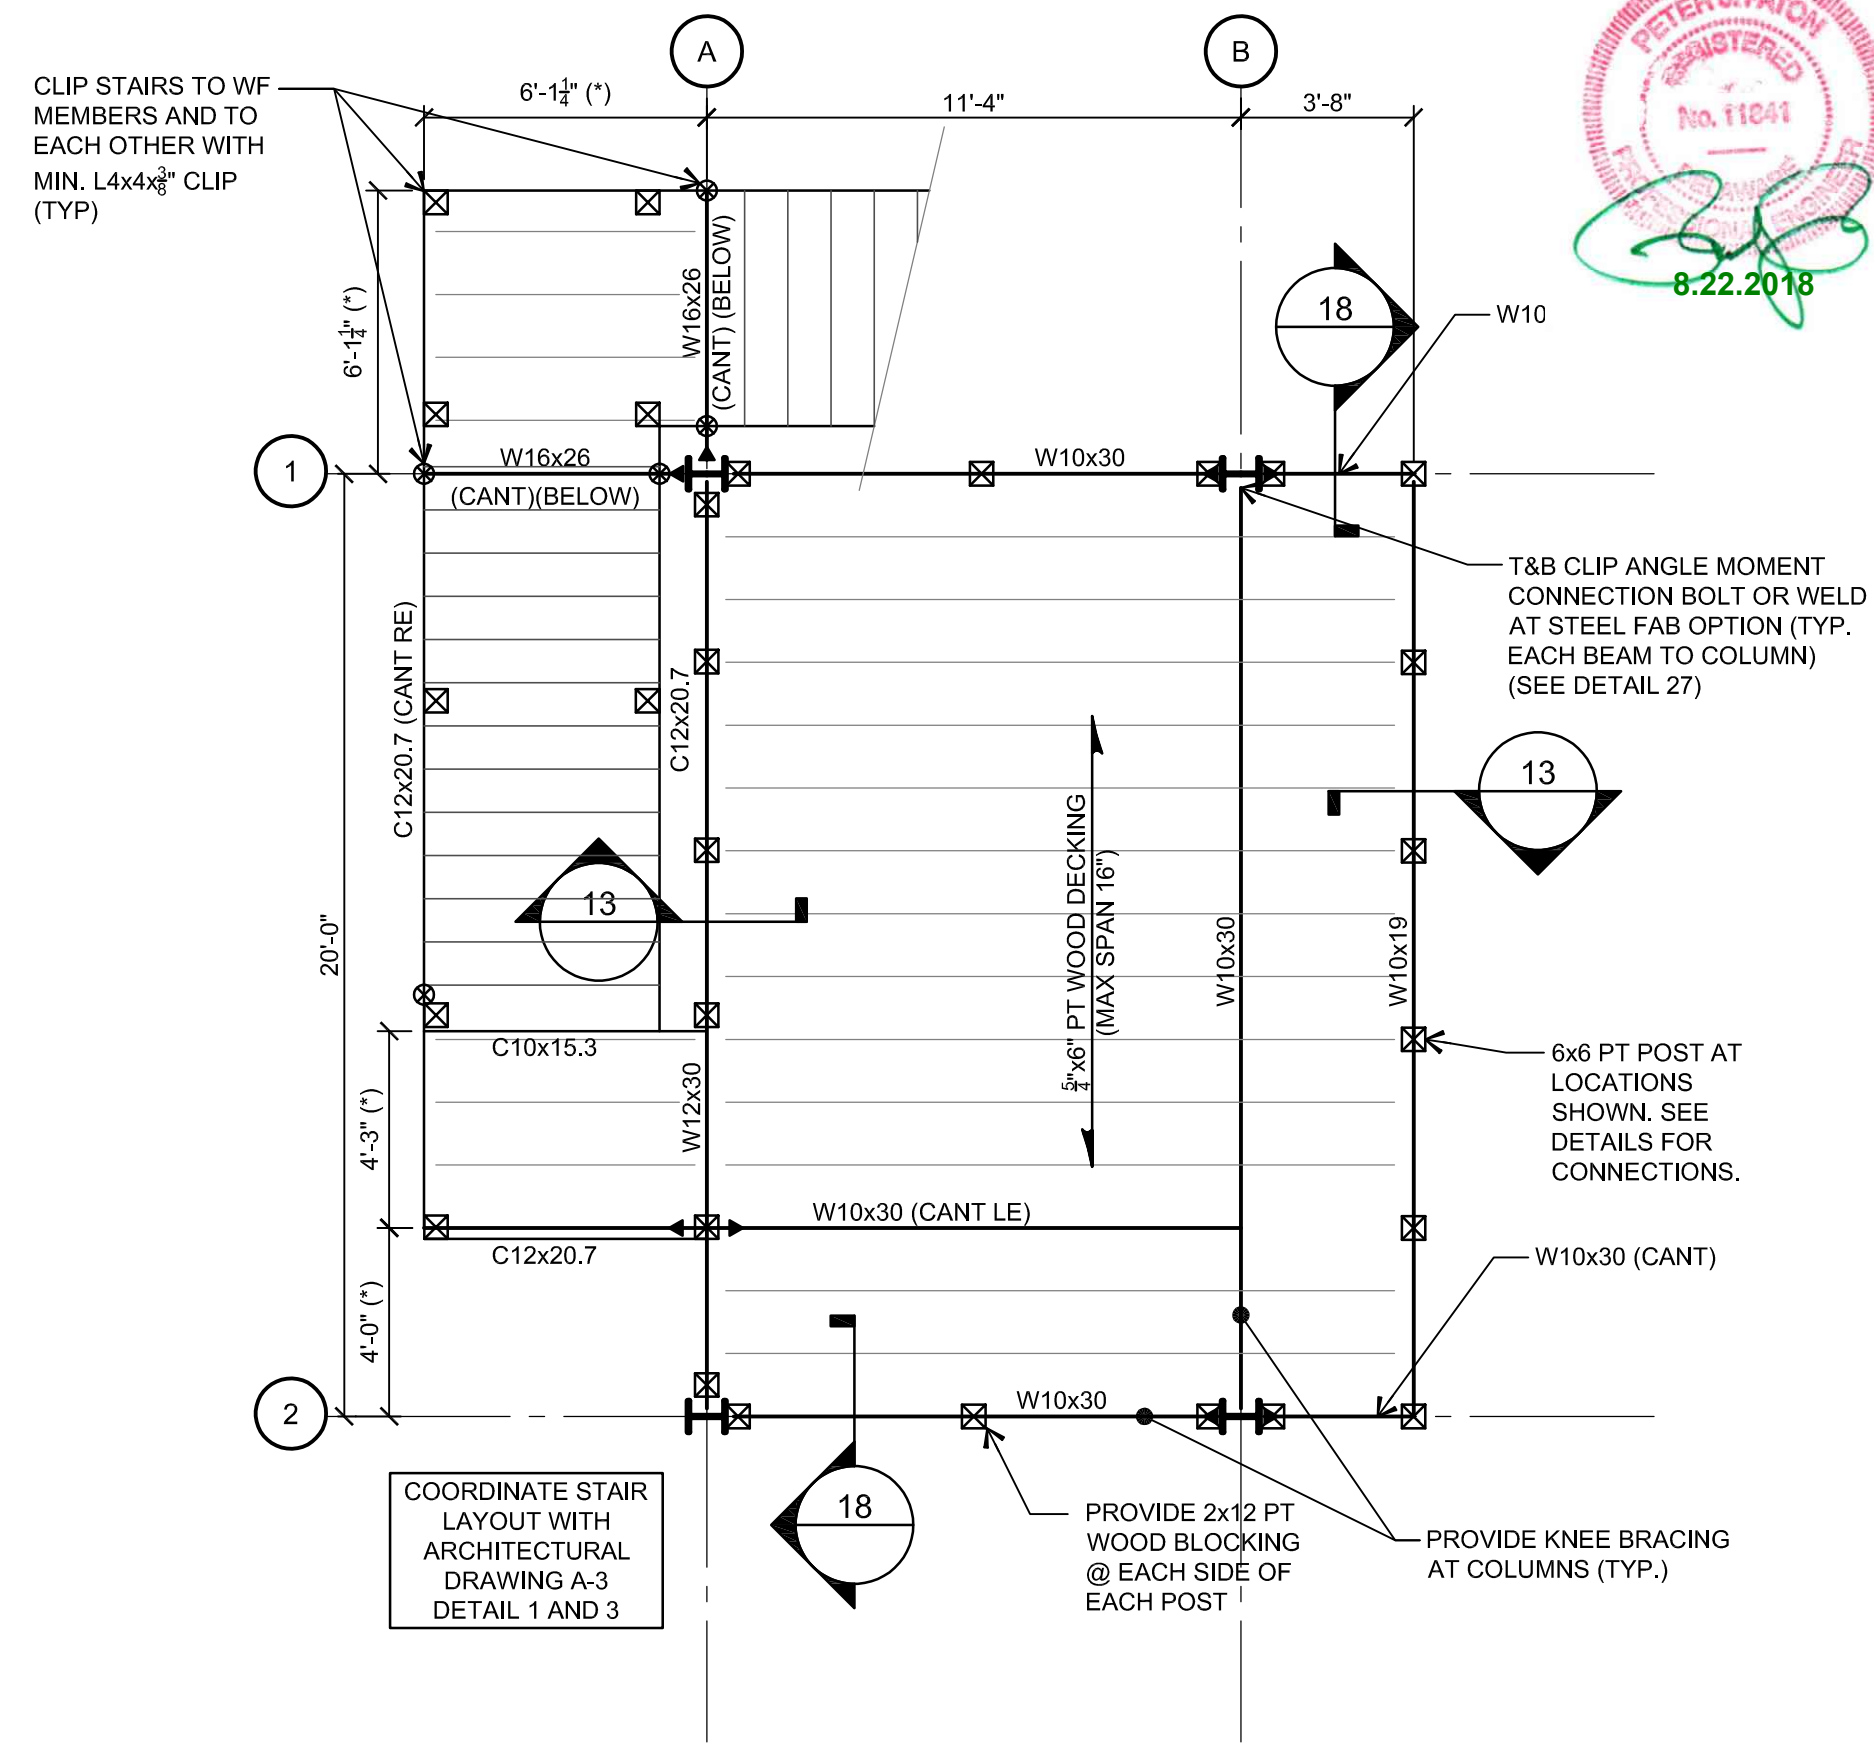 A
B
CLIP STAIRS TO WF
MEMBERS AND TO
EACH OTHER WITH
MIN. L4x4x3/8" CLIP
(TYP)
6'-1 1/4" (*)
11'-4"
3'-8"
PETER J. PATON
REGISTERED
No. 11841
DELAWARE
PROFESSIONAL ENGINEER
8.22.2018
6'-1 1/4" (*)
W16x26
(CANT) (BELOW)
18
W10
1
W16x26
(CANT)(BELOW)
W10x30
T&B CLIP ANGLE MOMENT
CONNECTION BOLT OR WELD
AT STEEL FAB OPTION (TYP.
EACH BEAM TO COLUMN)
(SEE DETAIL 27)
C12x20.7 (CANT RE)
C12x20.7
13
13
5/4"x6" PT WOOD DECKING
(MAX SPAN 16")
W10x30
W10x19
20'-0"
C10x15.3
W12x30
6x6 PT POST AT
LOCATIONS
SHOWN. SEE
DETAILS FOR
CONNECTIONS.
4'-3" (*)
W10x30 (CANT LE)
C12x20.7
W10x30 (CANT)
4'-0" (*)
2
W10x30
COORDINATE STAIR
LAYOUT WITH
ARCHITECTURAL
DRAWING A-3
DETAIL 1 AND 3
18
PROVIDE 2x12 PT
WOOD BLOCKING
@ EACH SIDE OF
EACH POST
PROVIDE KNEE BRACING
AT COLUMNS (TYP.)